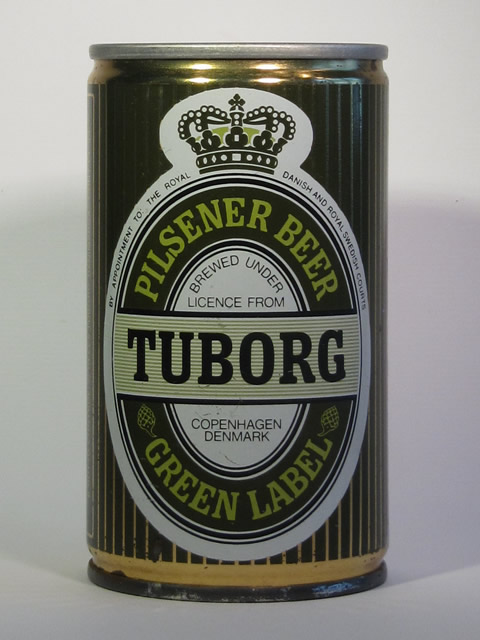 BY APPOINTMENT TO: THE ROYAL DANISH AND ROYAL SWEDISH COURTS
PILSENER BEER
BREWED UNDER
LICENCE FROM
TUBORG
COPENHAGEN
DENMARK
GREEN LABEL